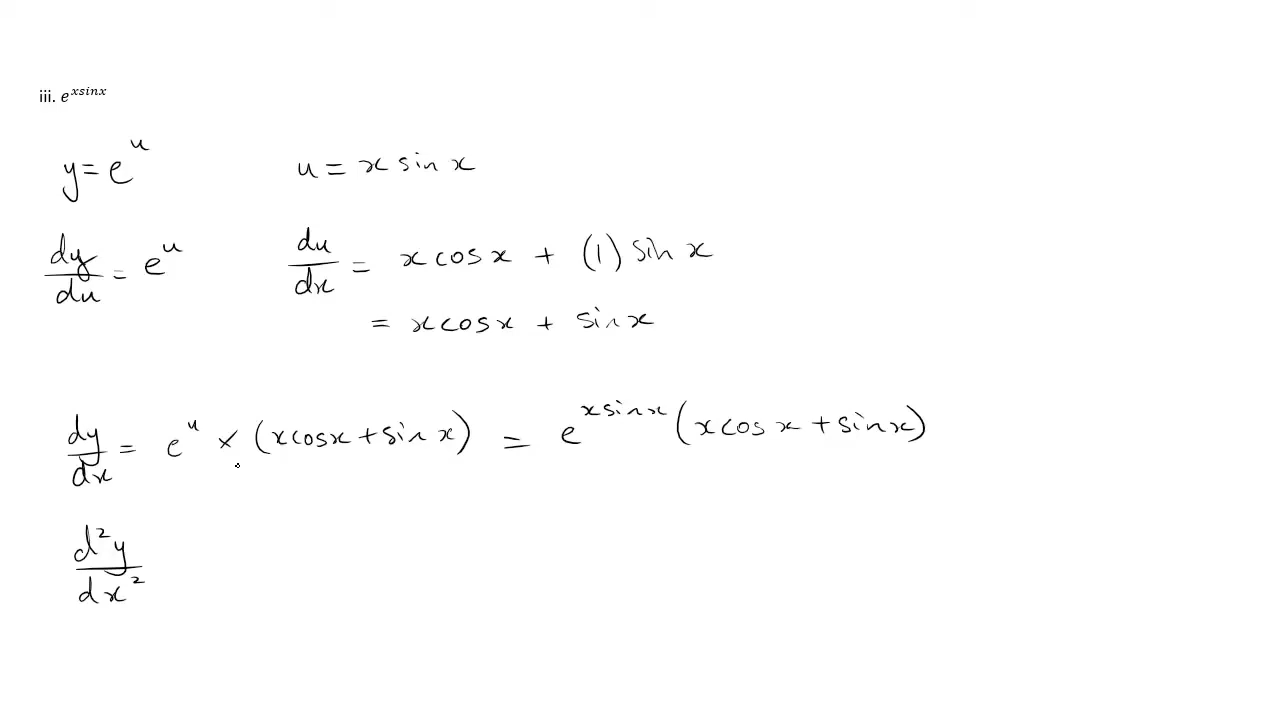 iii. e^{xsinx}
y = e^u u = x sin x
dy/du = e^u du/dx = x cos x + (1) sin x
= x cos x + sin x
dy/dx = e^u × (x cos x + sin x) = e^{x sin x} (x cos x + sin x)
d²y/dx²